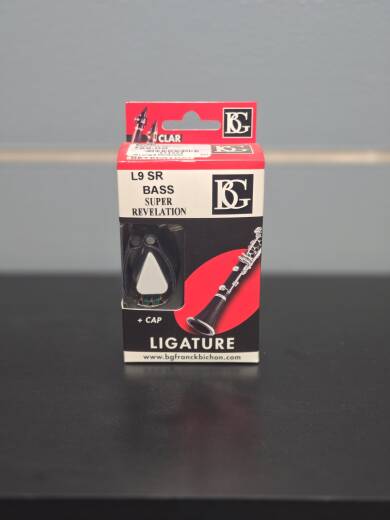 CLAR
BG
L9 SR
BASS
SUPER
REVELATION
BG
+ CAP
LIGATURE
www.bgfranckbichon.com